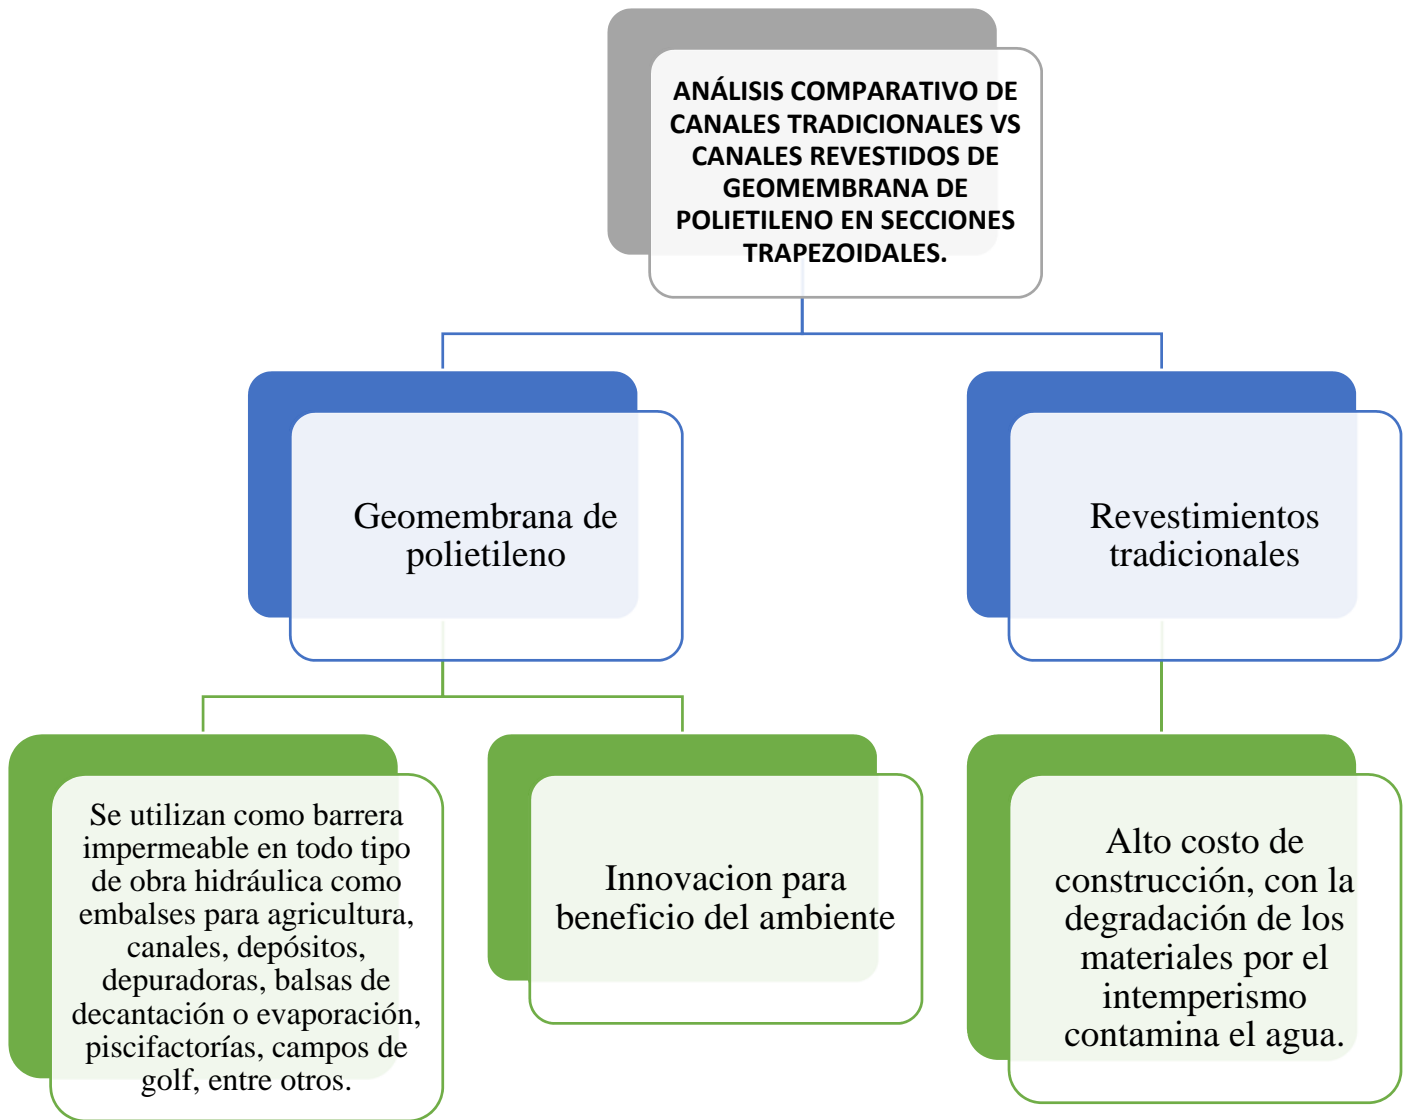 ANÁLISIS COMPARATIVO DE
CANALES TRADICIONALES VS
CANALES REVESTIDOS DE
GEOMEMBRANA DE
POLIETILENO EN SECCIONES
TRAPEZOIDALES.
Geomembrana de
polietileno
Revestimientos
tradicionales
Se utilizan como barrera
impermeable en todo tipo
de obra hidráulica como
embalses para agricultura,
canales, depósitos,
depuradoras, balsas de
decantación o evaporación,
piscifactorías, campos de
golf, entre otros.
Innovacion para
beneficio del ambiente
Alto costo de
construcción, con la
degradación de los
materiales por el
intemperismo
contamina el agua.